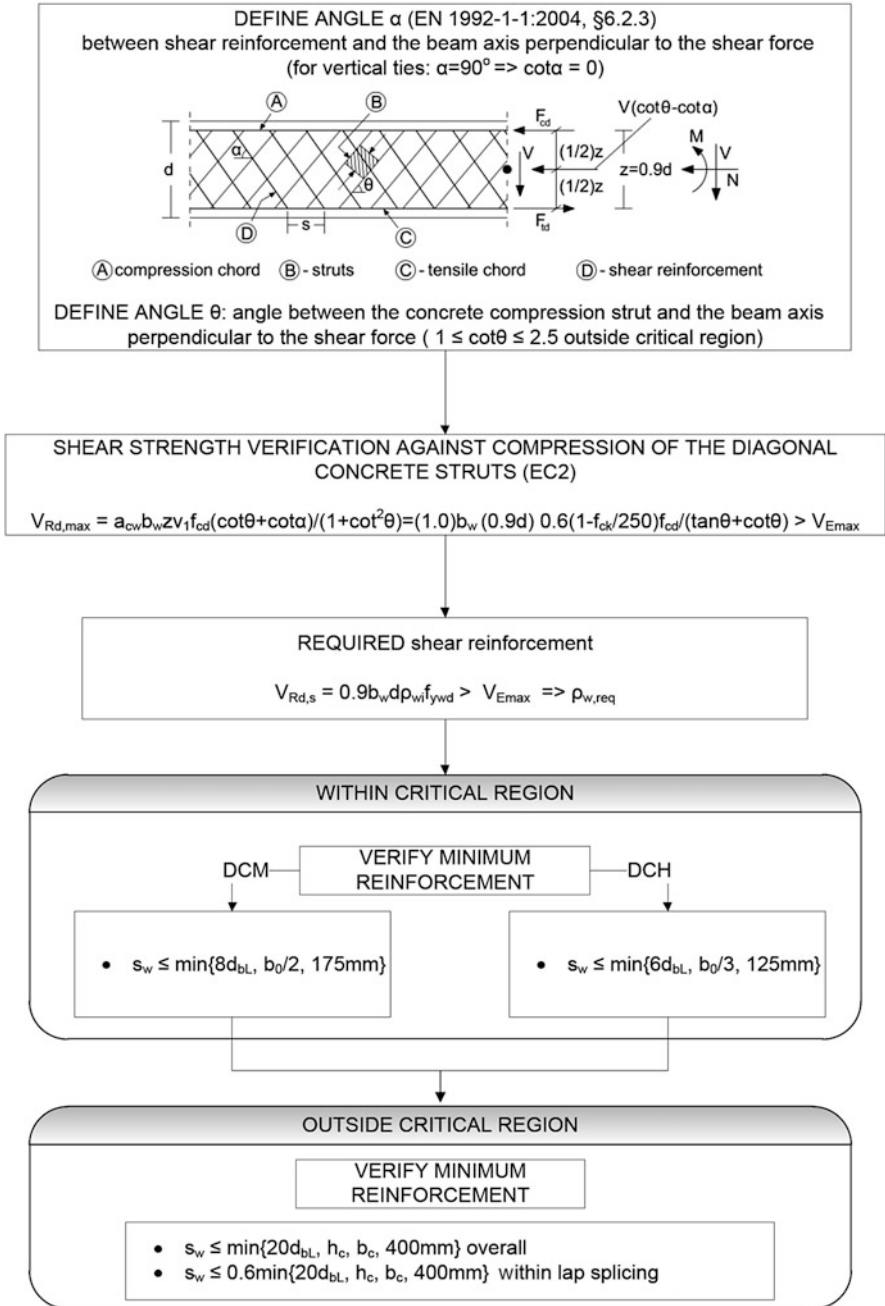 DEFINE ANGLE α (EN 1992-1-1:2004, §6.2.3)
between shear reinforcement and the beam axis perpendicular to the shear force
(for vertical ties: α=90° => cotα = 0)
A
B
F_cd
V(cotθ-cotα)
d
α
θ
V
(1/2)z
(1/2)z
z=0.9d
M
V
N
D
s
C
F_td
A compression chord B - struts C - tensile chord D - shear reinforcement
DEFINE ANGLE θ: angle between the concrete compression strut and the beam axis
perpendicular to the shear force ( 1 ≤ cotθ ≤ 2.5 outside critical region)
SHEAR STRENGTH VERIFICATION AGAINST COMPRESSION OF THE DIAGONAL
CONCRETE STRUTS (EC2)
V_Rd,max = a_cw b_w z v_1 f_cd (cotθ+cotα)/(1+cot²θ)=(1.0)b_w (0.9d) 0.6(1-f_ck/250)f_cd/(tanθ+cotθ) > V_Emax
REQUIRED shear reinforcement
V_Rd,s = 0.9b_w dρ_wi f_ywd > V_Emax => ρ_w,req
WITHIN CRITICAL REGION
DCM
VERIFY MINIMUM
REINFORCEMENT
DCH
• s_w ≤ min{8d_bL, b_0/2, 175mm}
• s_w ≤ min{6d_bL, b_0/3, 125mm}
OUTSIDE CRITICAL REGION
VERIFY MINIMUM
REINFORCEMENT
• s_w ≤ min{20d_bL, h_c, b_c, 400mm} overall
• s_w ≤ 0.6min{20d_bL, h_c, b_c, 400mm} within lap splicing